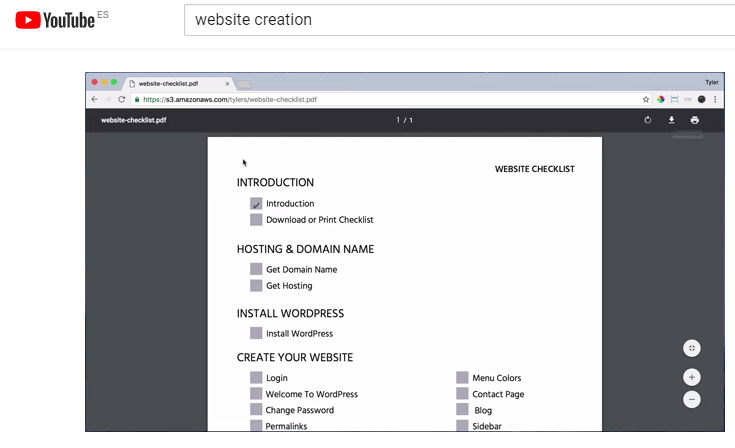 YouTube ES
website creation
website-checklist.pdf
Tyler
https://s3.amazonaws.com/tylers/website-checklist.pdf
website-checklist.pdf
1 / 1
WEBSITE CHECKLIST
INTRODUCTION
Introduction
Download or Print Checklist
HOSTING & DOMAIN NAME
Get Domain Name
Get Hosting
INSTALL WORDPRESS
Install WordPress
CREATE YOUR WEBSITE
Login
Welcome To WordPress
Change Password
Permalinks
Menu Colors
Contact Page
Blog
Sidebar